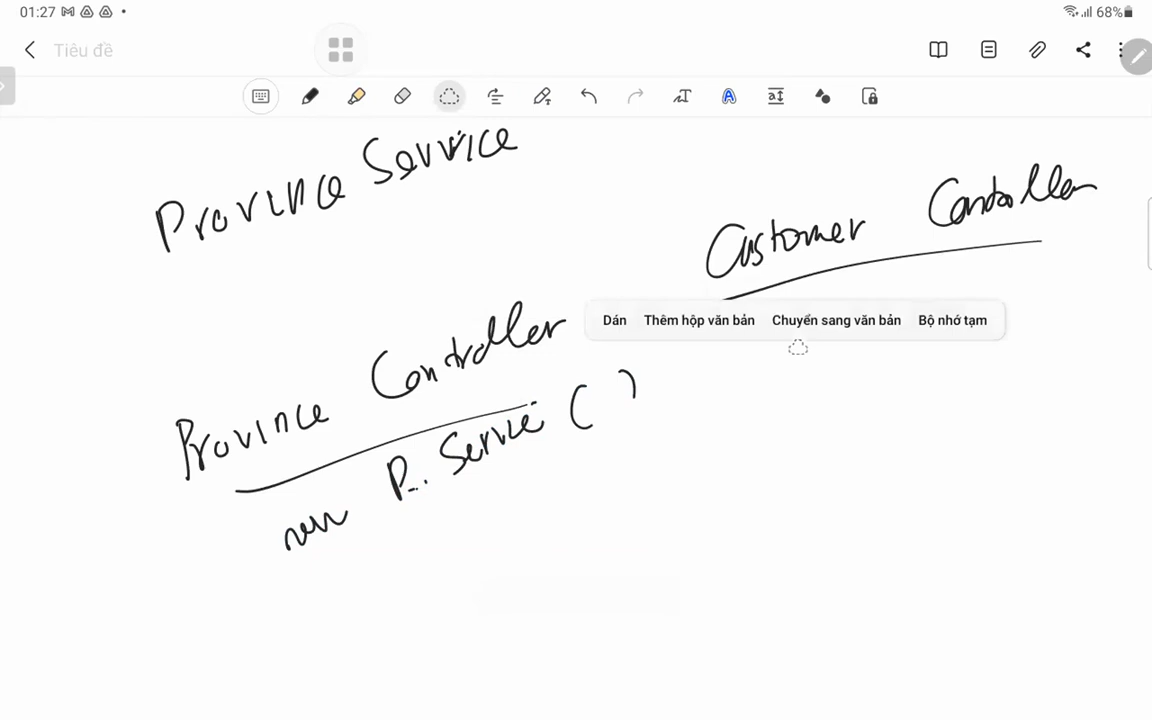 01:27
68%
Tiêu đề
Province Service
Customer Controller
Dán Thêm hộp văn bản Chuyển sang văn bản Bộ nhớ tạm
Province Controller
new P.. Service ( )